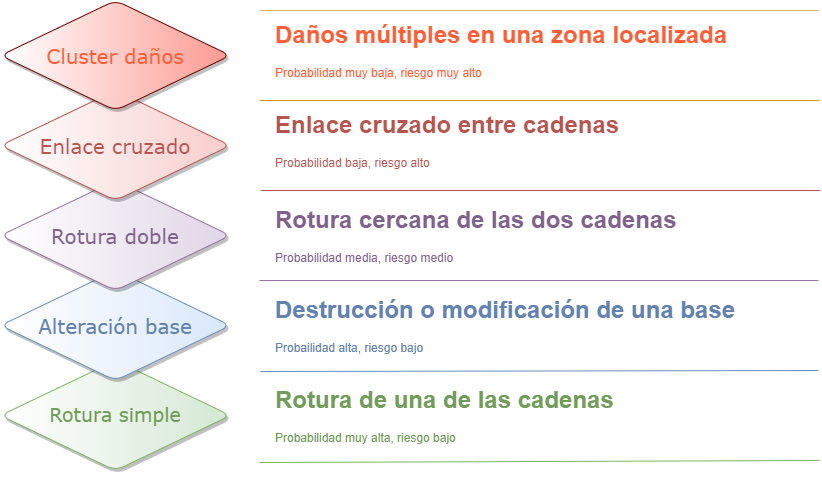 Cluster daños
Daños múltiples en una zona localizada
Probabilidad muy baja, riesgo muy alto
Enlace cruzado
Enlace cruzado entre cadenas
Probabilidad baja, riesgo alto
Rotura doble
Rotura cercana de las dos cadenas
Probabilidad media, riesgo medio
Alteración base
Destrucción o modificación de una base
Probailidad alta, riesgo bajo
Rotura simple
Rotura de una de las cadenas
Probabilidad muy alta, riesgo bajo